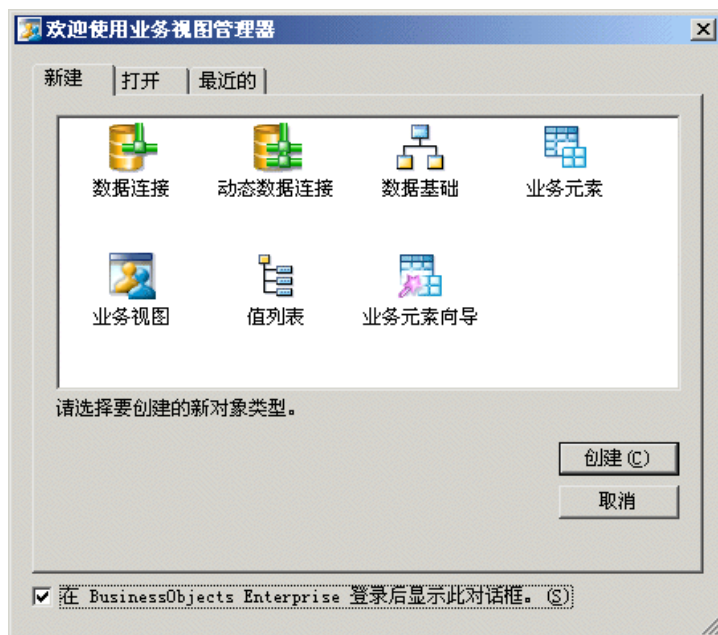 欢迎使用业务视图管理器
新建 打开 最近的
数据连接 动态数据连接 数据基础 业务元素
业务视图 值列表 业务元素向导
请选择要创建的新对象类型。
创建(C)
取消
在 BusinessObjects Enterprise 登录后显示此对话框。(S)